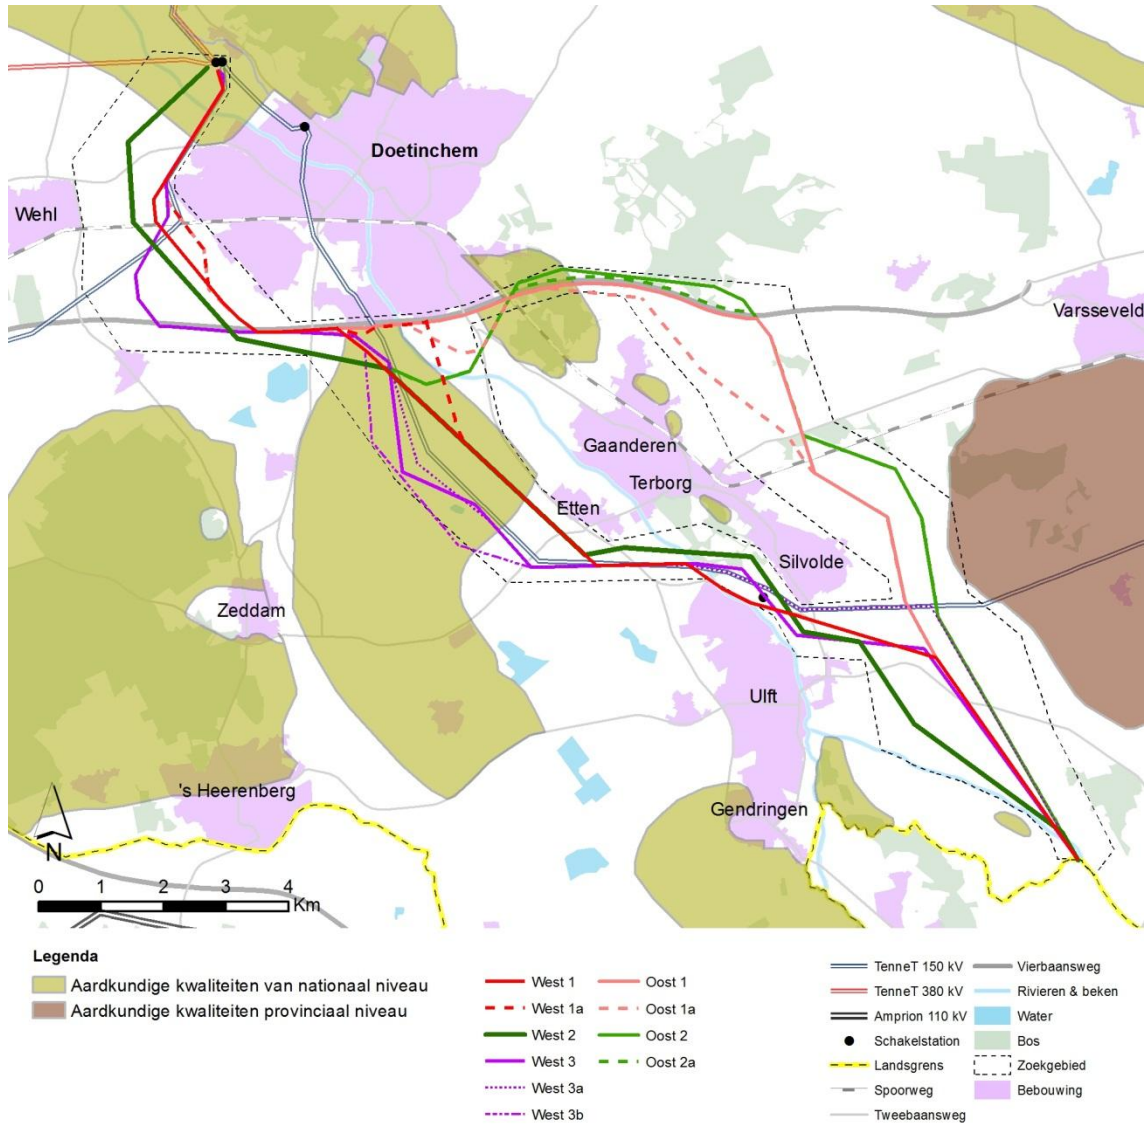 Doetinchem
Wehl
Varsseveld
Gaanderen
Terborg
Etten
Silvolde
Zeddam
Ulft
's Heerenberg
Gendringen
N
0 1 2 3 4
Km
Legenda
Aardkundige kwaliteiten van nationaal niveau
Aardkundige kwaliteiten provinciaal niveau
West 1
West 1a
West 2
West 3
West 3a
West 3b
Oost 1
Oost 1a
Oost 2
Oost 2a
TenneT 150 kV
TenneT 380 kV
Amprion 110 kV
Schakelstation
Landsgrens
Spoorweg
Tweebaansweg
Vierbaansweg
Rivieren & beken
Water
Bos
Zoekgebied
Bebouwing